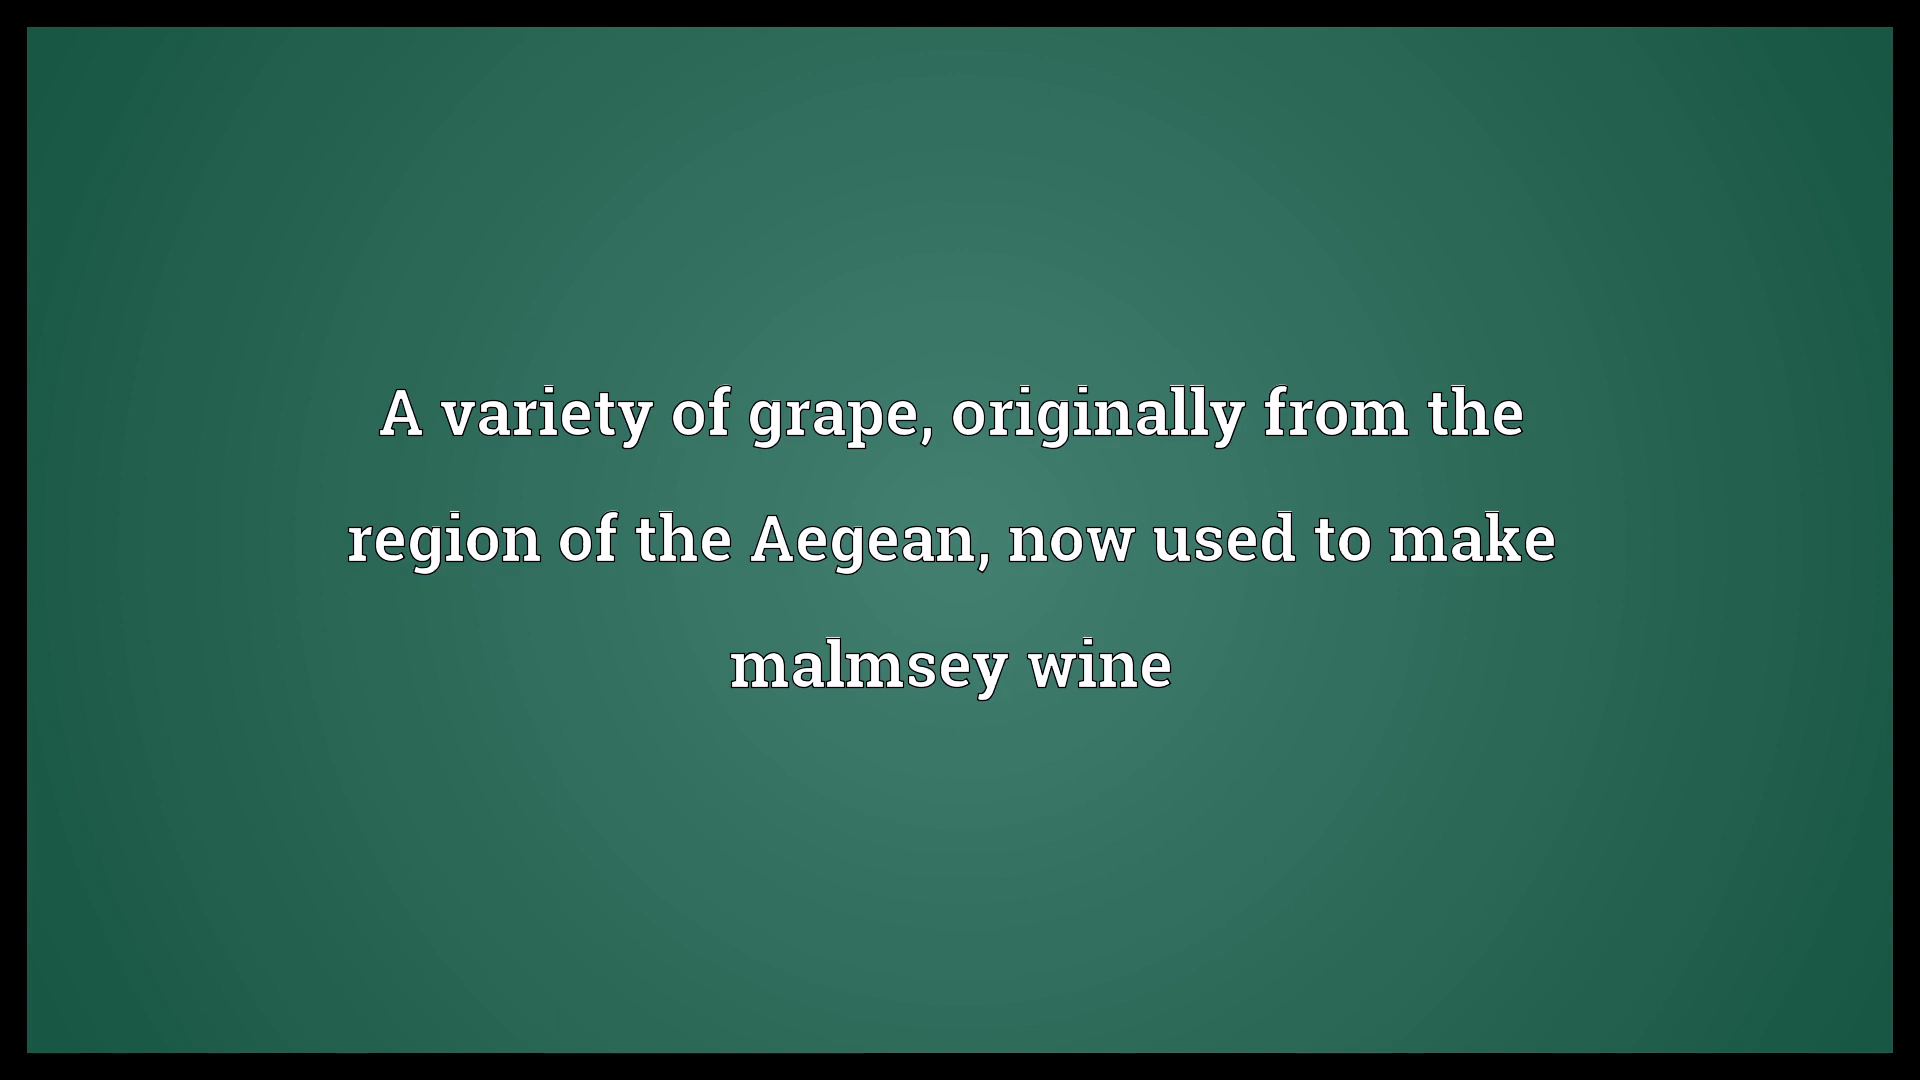 A variety of grape, originally from the
region of the Aegean, now used to make
malmsey wine